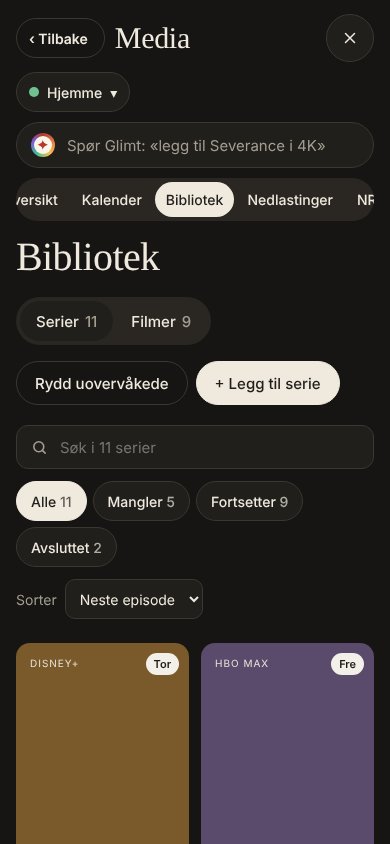 ‹ Tilbake
Media
Hjemme ▾
Spør Glimt: «legg til Severance i 4K»
versikt Kalender Bibliotek Nedlastinger NR
Bibliotek
Serier 11 Filmer 9
Rydd uovervåkede
+ Legg til serie
Søk i 11 serier
Alle 11 Mangler 5 Fortsetter 9
Avsluttet 2
Sorter Neste episode
DISNEY+ Tor
HBO MAX Fre